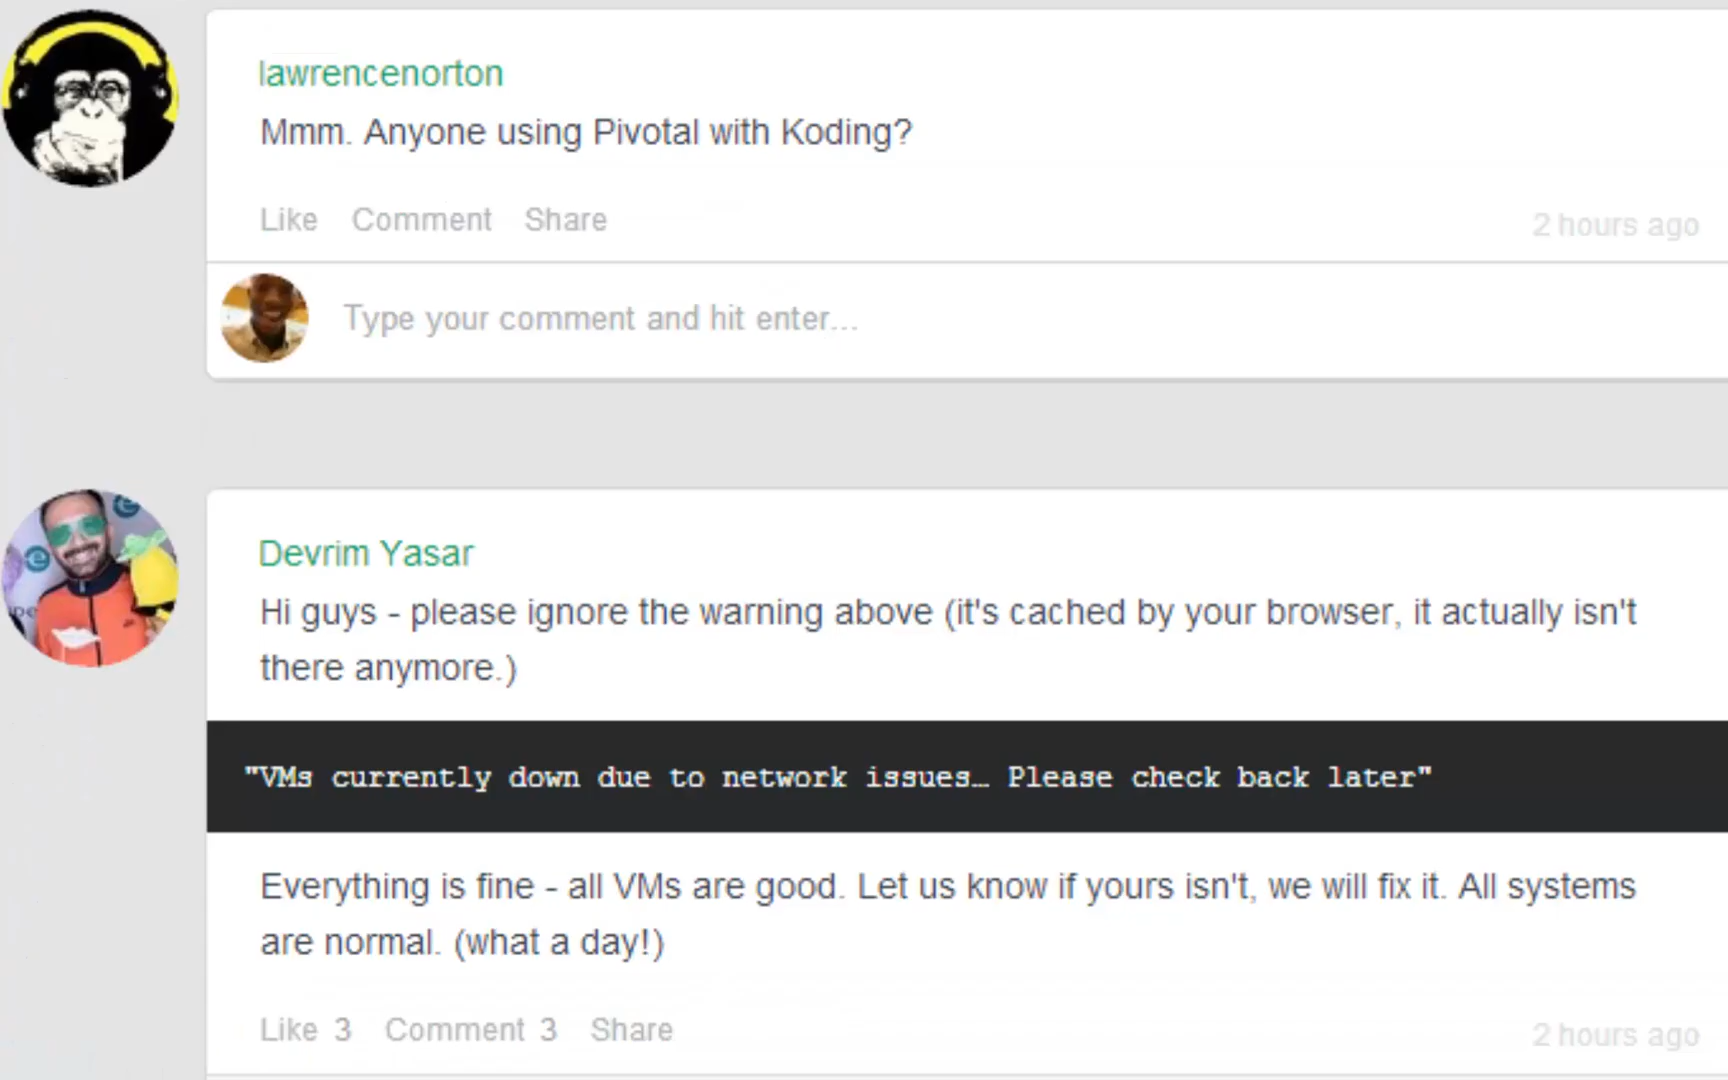 lawrencenorton
Mmm. Anyone using Pivotal with Koding?
Like Comment Share
2 hours ago
Type your comment and hit enter...
Devrim Yasar
Hi guys - please ignore the warning above (it's cached by your browser, it actually isn't
there anymore.)
"VMs currently down due to network issues… Please check back later"
Everything is fine - all VMs are good. Let us know if yours isn't, we will fix it. All systems
are normal. (what a day!)
Like 3 Comment 3 Share
2 hours ago